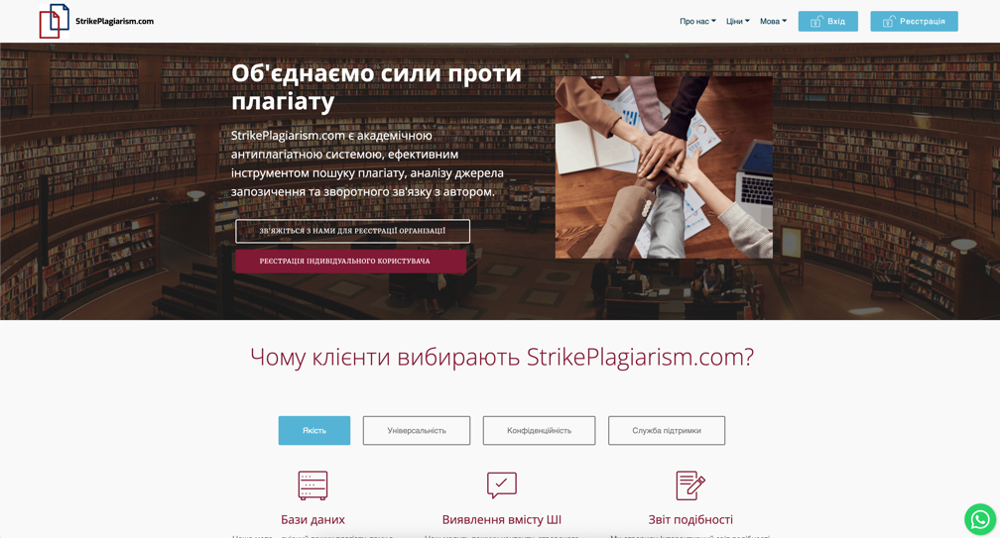 StrikePlagiarism.com
Про нас
Ціни
Мова
Вхід
Реєстрація
Об'єднаємо сили проти
плагіату
StrikePlagiarism.com є академічною
антиплагіатною системою, ефективним
інструментом пошуку плагіату, аналізу джерела
запозичення та зворотного зв'язку з автором.
ЗВ'ЯЖІТЬСЯ З НАМИ ДЛЯ РЕЄСТРАЦІЇ ОРГАНІЗАЦІЇ
РЕЄСТРАЦІЯ ІНДИВІДУАЛЬНОГО КОРИСТУВАЧА
Чому клієнти вибирають StrikePlagiarism.com?
Якість
Універсальність
Конфіденційність
Служба підтримки
Бази даних
Виявлення вмісту ШІ
Звіт подібності